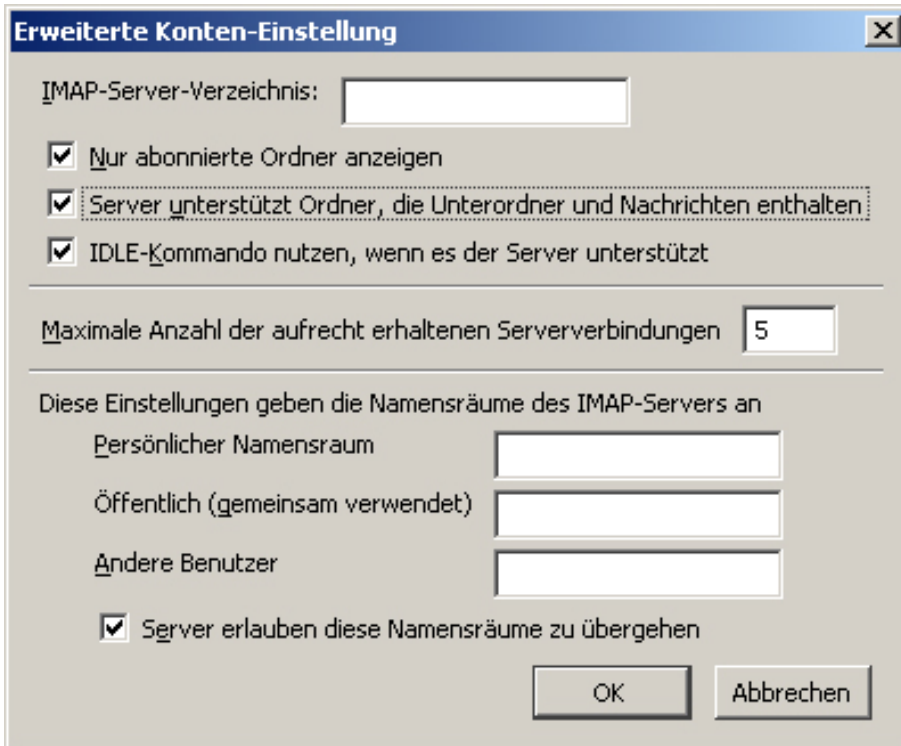 Erweiterte Konten-Einstellung
IMAP-Server-Verzeichnis:
Nur abonnierte Ordner anzeigen
Server unterstützt Ordner, die Unterordner und Nachrichten enthalten
IDLE-Kommando nutzen, wenn es der Server unterstützt
Maximale Anzahl der aufrecht erhaltenen Serververbindungen 5
Diese Einstellungen geben die Namensräume des IMAP-Servers an
Persönlicher Namensraum
Öffentlich (gemeinsam verwendet)
Andere Benutzer
Server erlauben diese Namensräume zu übergehen
OK Abbrechen